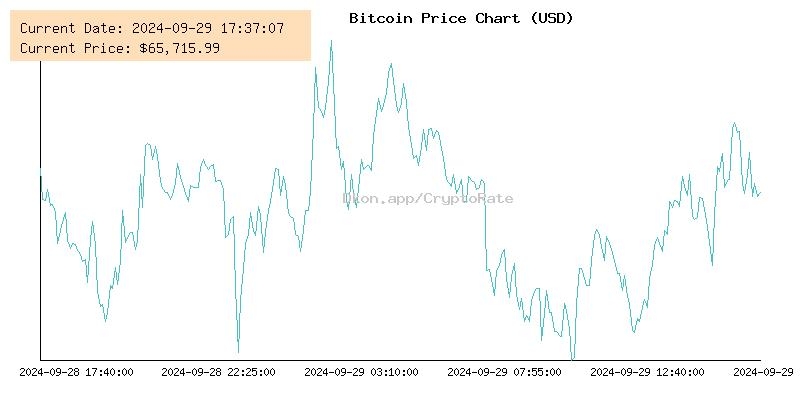 Bitcoin Price Chart (USD)
Current Date: 2024-09-29 17:37:07
Current Price: $65,715.99
Dkon.app/CryptoRate
2024-09-28 17:40:00 2024-09-28 22:25:00 2024-09-29 03:10:00 2024-09-29 07:55:00 2024-09-29 12:40:00 2024-09-29